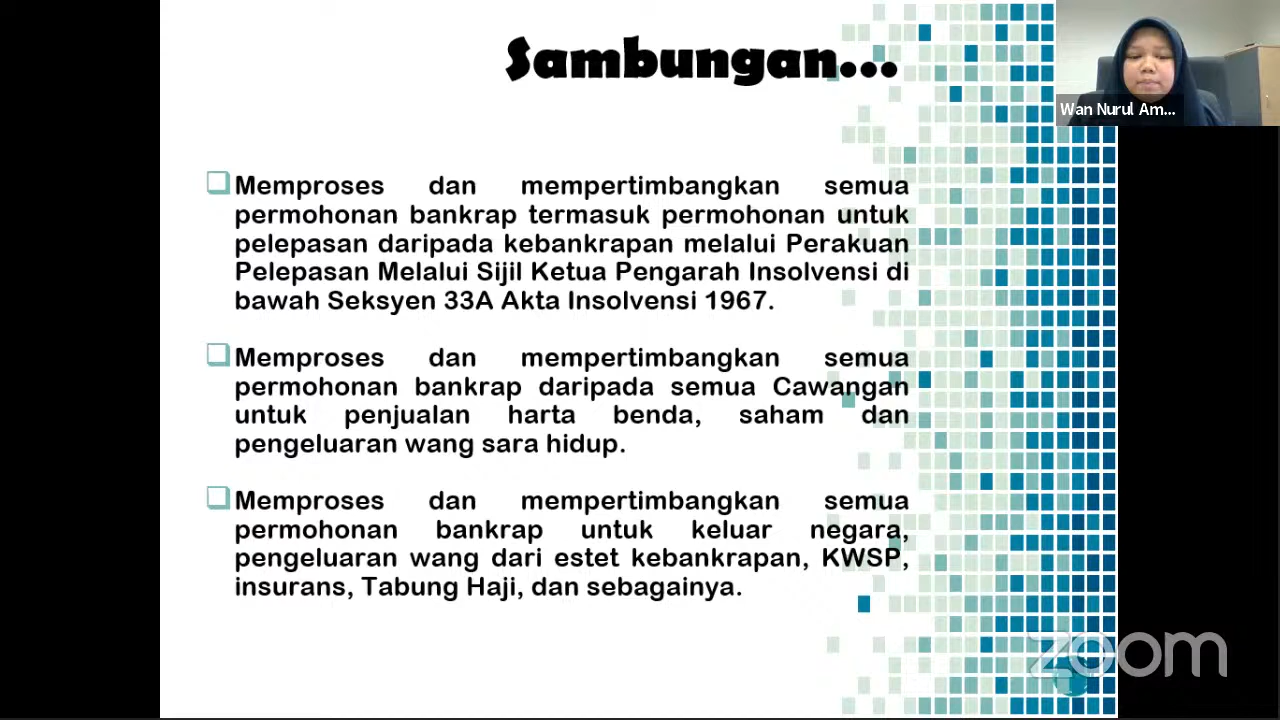 Sambungan...
Wan Nurul Am...
Memproses dan mempertimbangkan semua
permohonan bankrap termasuk permohonan untuk
pelepasan daripada kebankrapan melalui Perakuan
Pelepasan Melalui Sijil Ketua Pengarah Insolvensi di
bawah Seksyen 33A Akta Insolvensi 1967.
Memproses dan mempertimbangkan semua
permohonan bankrap daripada semua Cawangan
untuk penjualan harta benda, saham dan
pengeluaran wang sara hidup.
Memproses dan mempertimbangkan semua
permohonan bankrap untuk keluar negara,
pengeluaran wang dari estet kebankrapan, KWSP,
insurans, Tabung Haji, dan sebagainya.
zoom